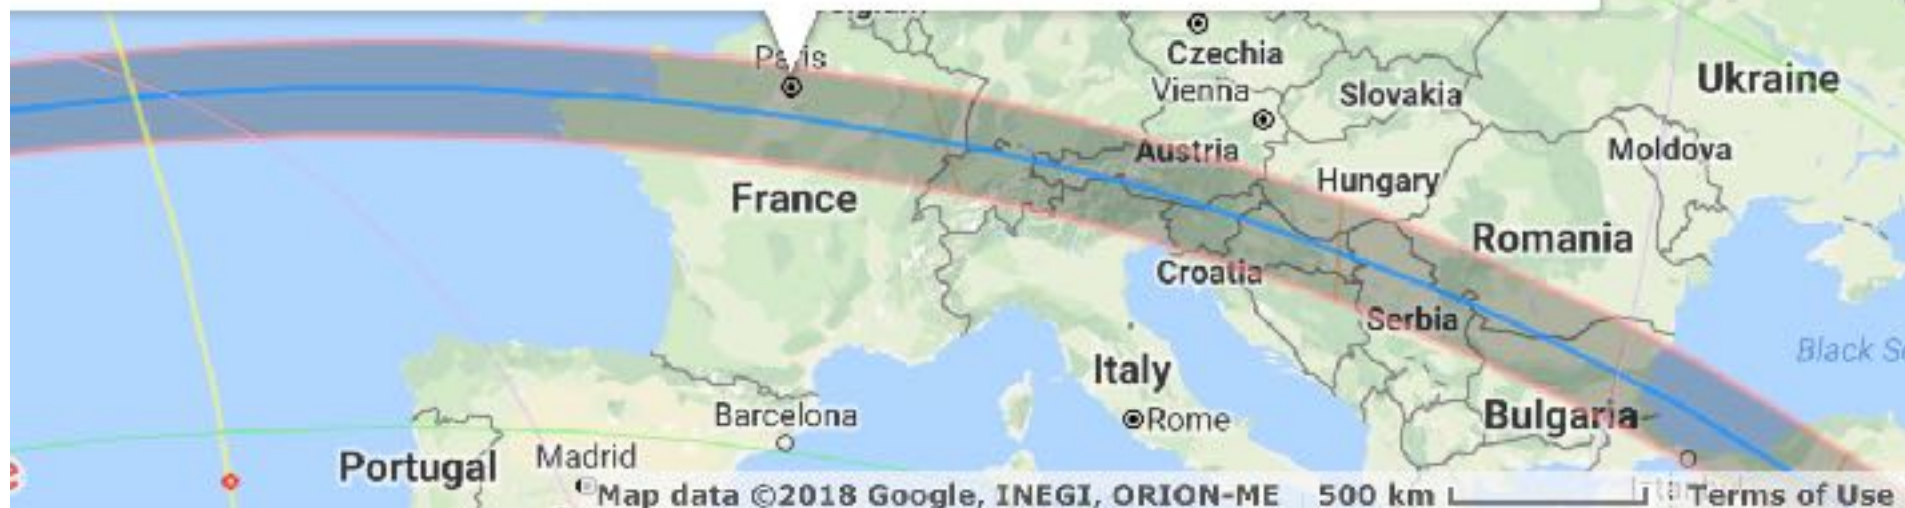 Paris
Czechia
Ukraine
Vienna
Slovakia
Austria
Moldova
Hungary
France
Romania
Croatia
Serbia
Black
Italy
Barcelona
Rome
Bulgaria
Portugal
Madrid
Map data ©2018 Google, INEGI, ORION-ME 500 km Terms of Use